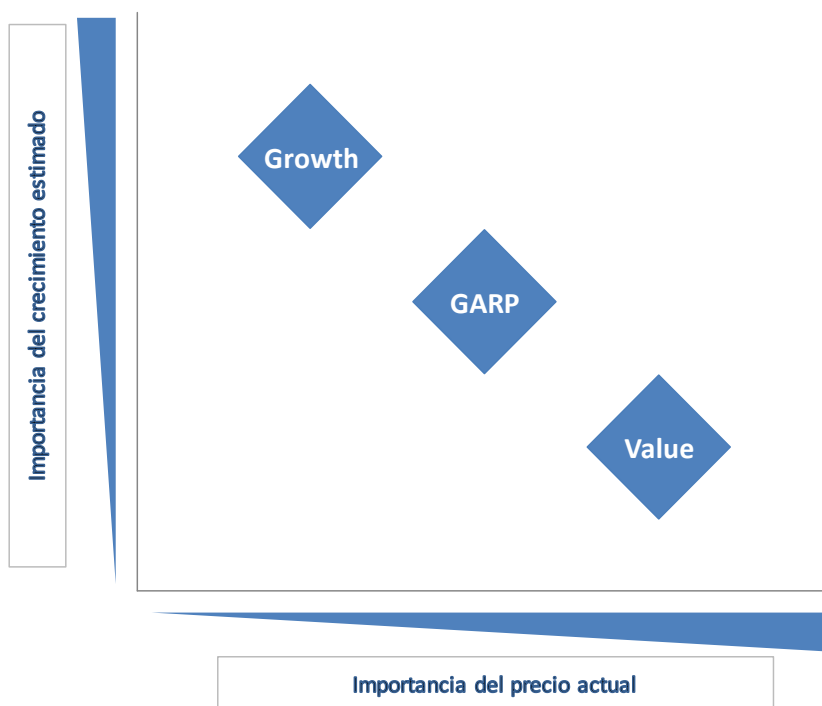 Importancia del crecimiento estimado
Growth
GARP
Value
Importancia del precio actual